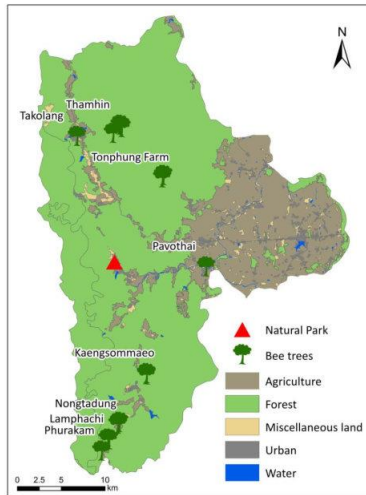 N
Thamhin
Takolang
Tonphung Farm
Pavothai
Kaengsommaeo
Nongtadung
Lamphachi
Phurakam
Natural Park
Bee trees
Agriculture
Forest
Miscellaneous land
Urban
Water
10 5 2.5 0
km